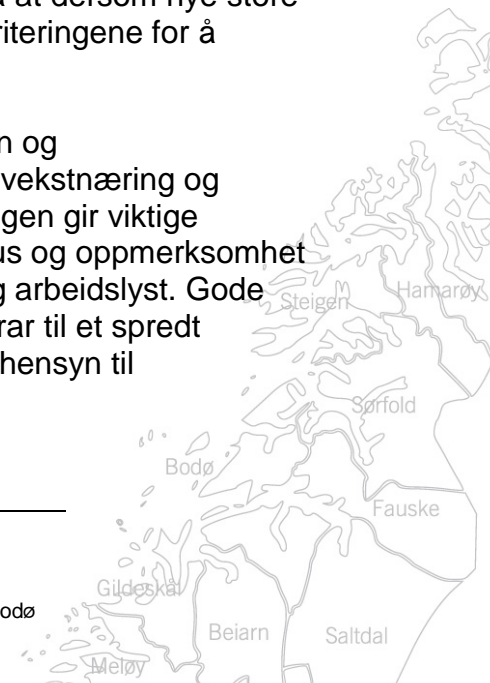 at dersom nye store
riteringene for å
n og
vekstnæring og
gen gir viktige
us og oppmerksomhet
g arbeidslyst. Gode
rar til et spredt
hensyn til
Steigen
Hamarøy
Sørfold
Bodø
Fauske
Gildeskål
odø
Beiarn
Saltdal
Meløy